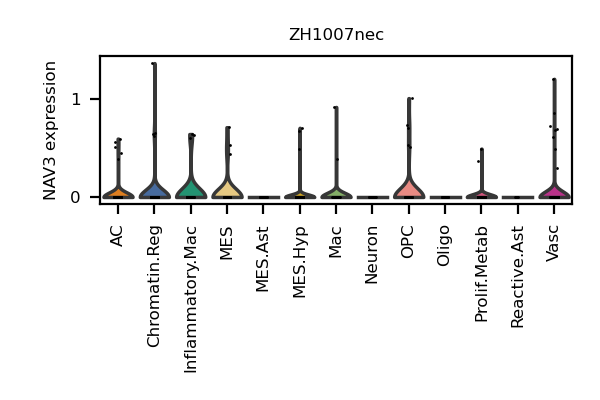 ZH1007nec
NAV3 expression
1
0
AC
Chromatin.Reg
Inflammatory.Mac
MES
MES.Ast
MES.Hyp
Mac
Neuron
OPC
Oligo
Prolif.Metab
Reactive.Ast
Vasc